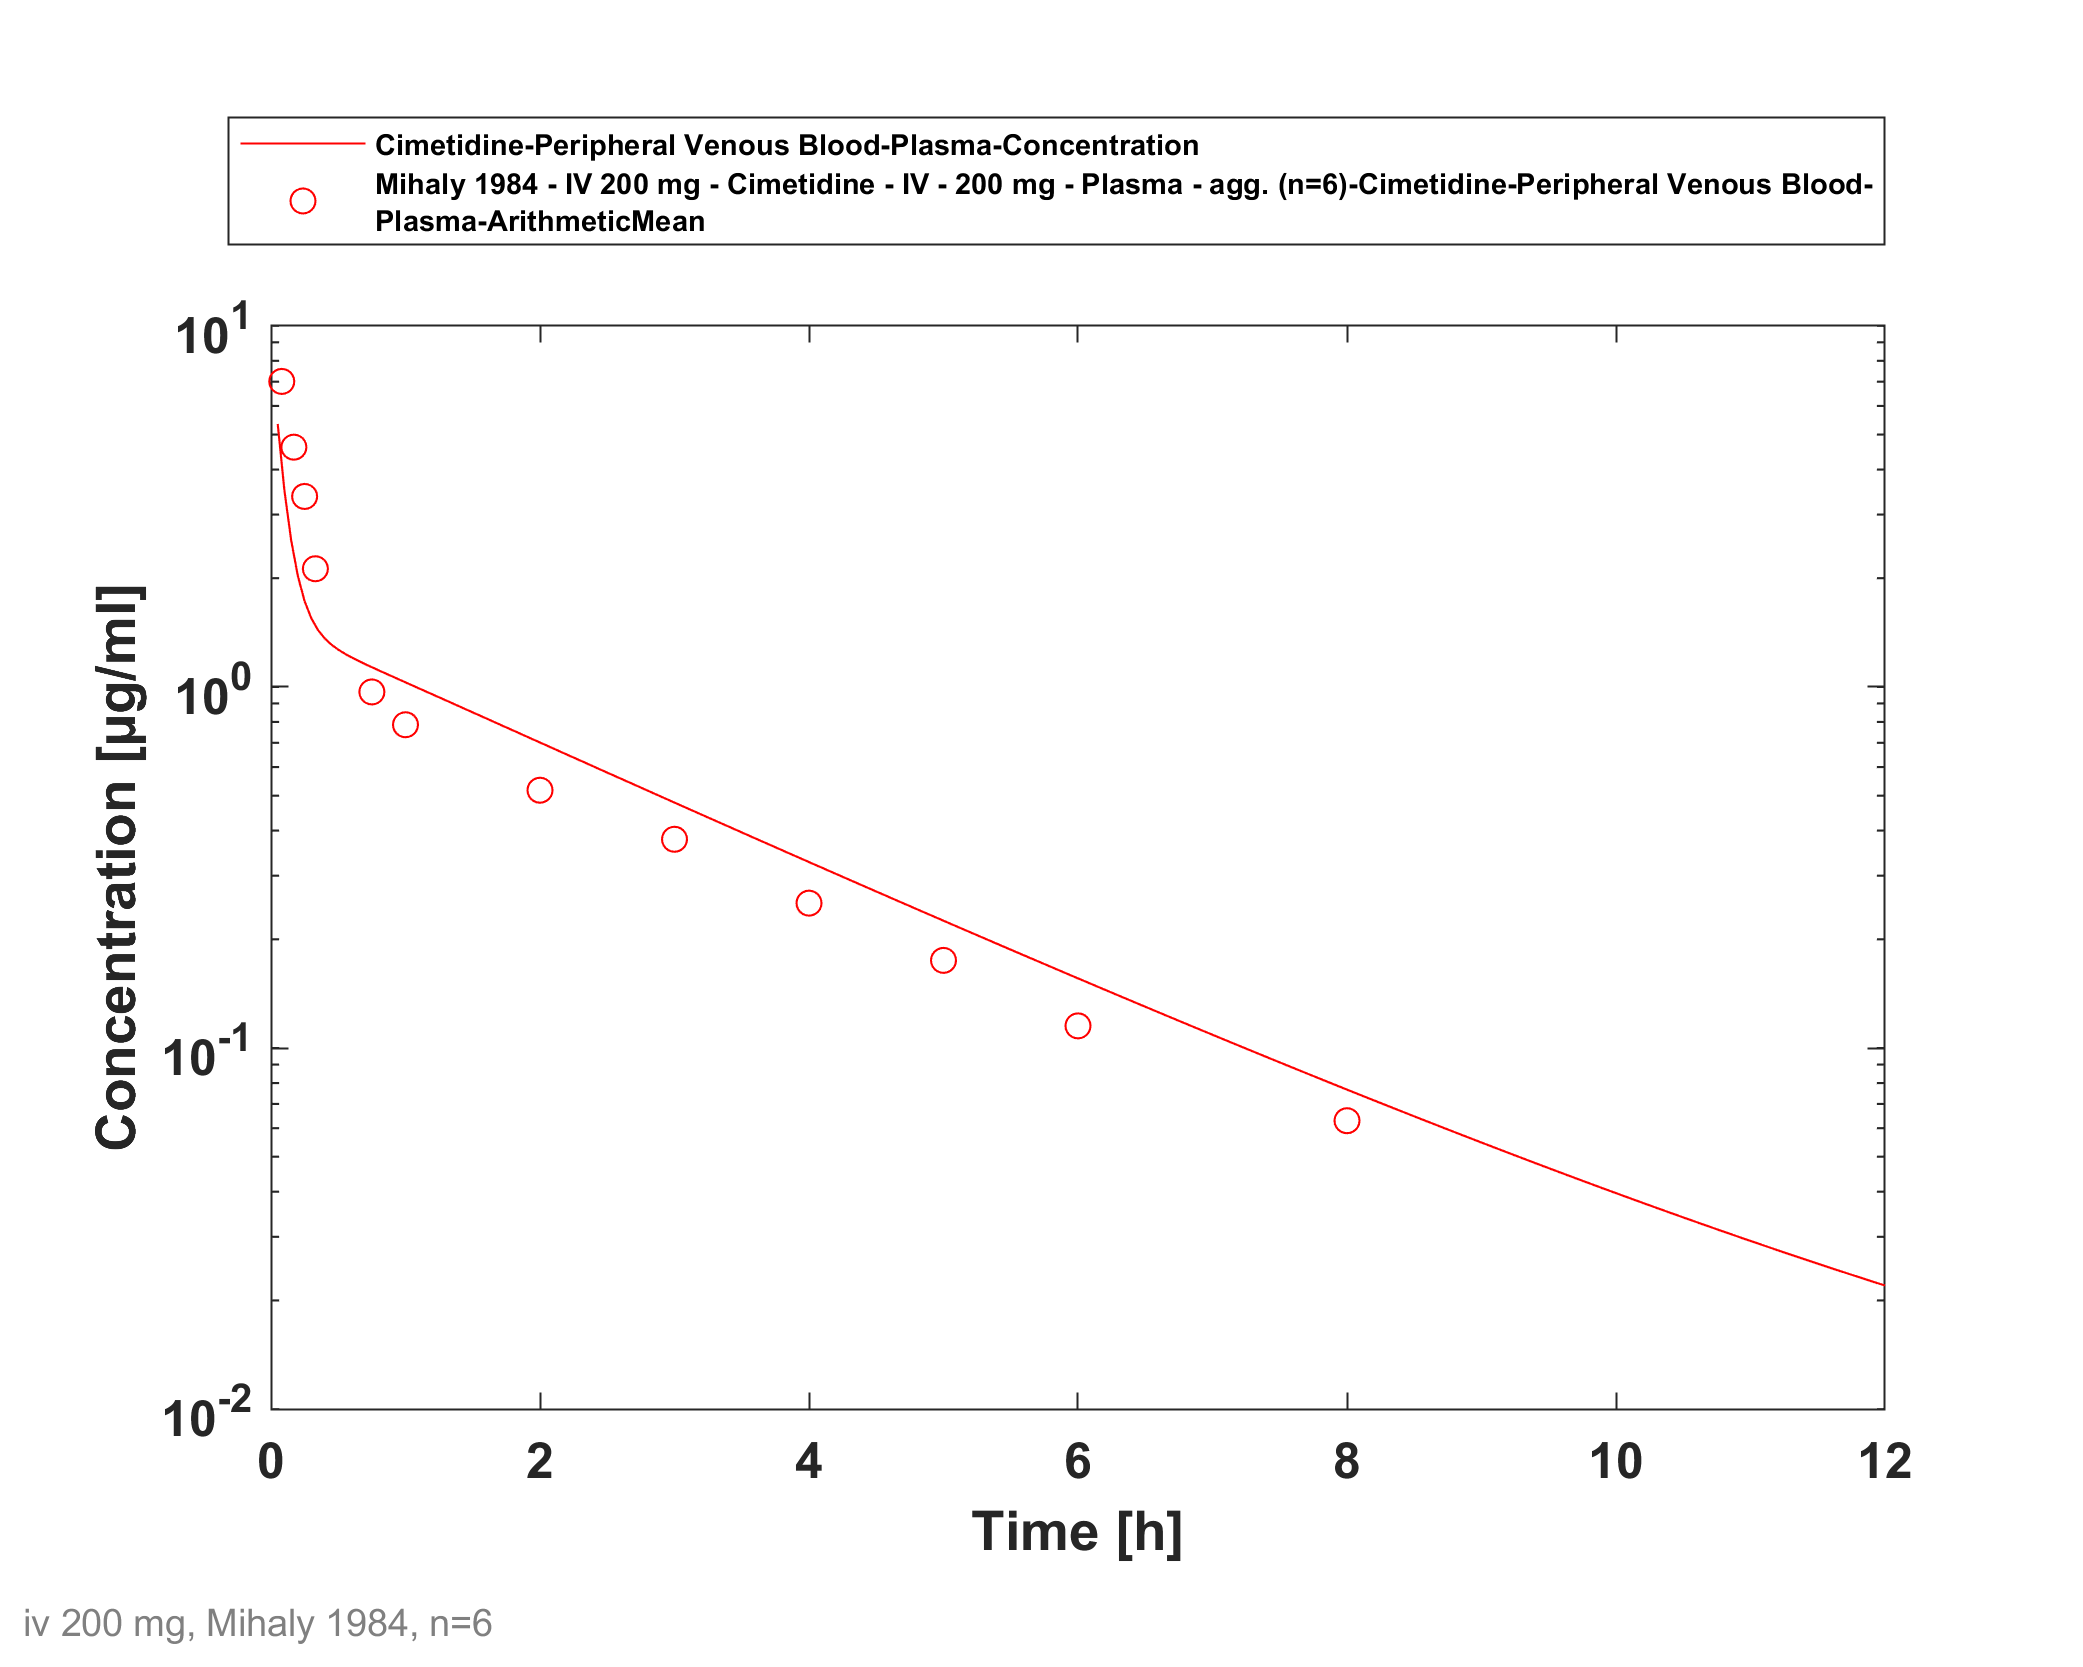 Cimetidine-Peripheral Venous Blood-Plasma-Concentration
Mihaly 1984 - IV 200 mg - Cimetidine - IV - 200 mg - Plasma - agg. (n=6)-Cimetidine-Peripheral Venous Blood-
Plasma-ArithmeticMean
10^1
10^0
10^-1
10^-2
Concentration [µg/ml]
0 2 4 6 8 10 12
Time [h]
iv 200 mg, Mihaly 1984, n=6